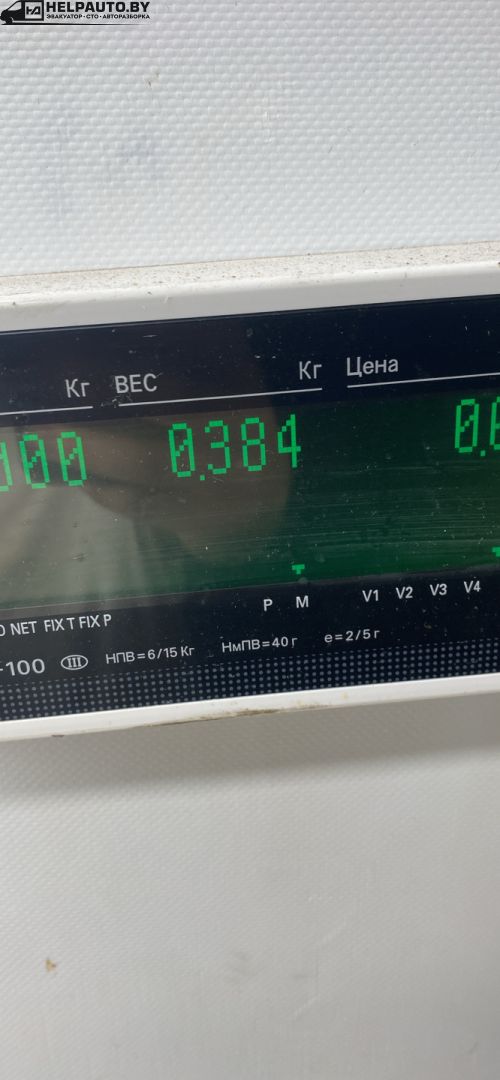 HELPAUTO.BY
ЭВАКУАТОР · СТО · АВТОРАЗБОРКА
Кг ВЕС Кг Цена
0.384
P M V1 V2 V3 V4
NET FIX T FIX P
-100 III НПВ=6/15 Кг НмПВ=40 г e=2/5 г